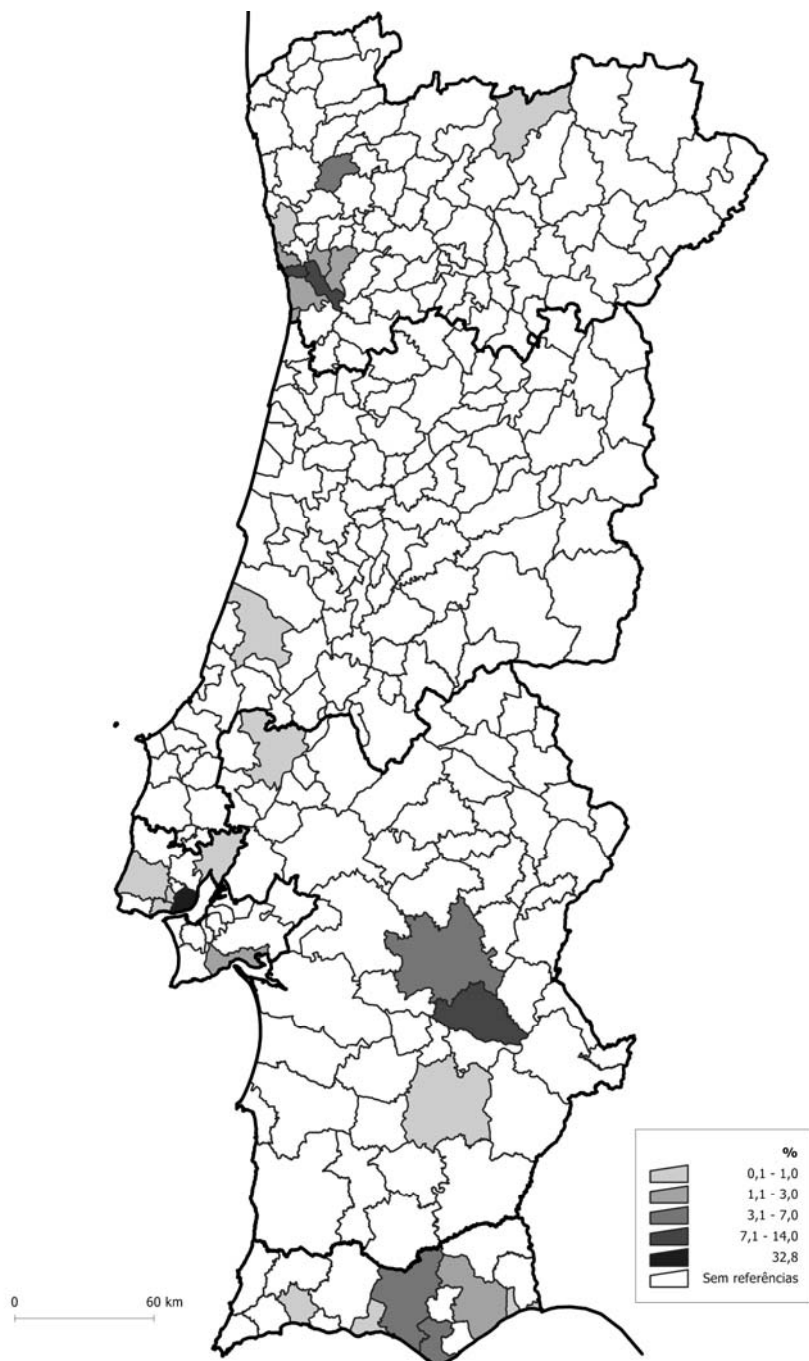 %
0,1 - 1,0
1,1 - 3,0
3,1 - 7,0
7,1 - 14,0
32,8
Sem referências
0 60 km